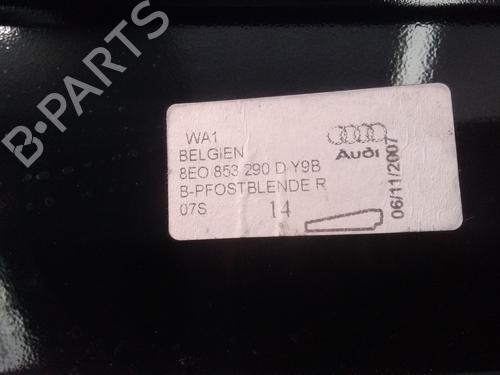 WA1
BELGIEN
8E0 853 290 D Y9B
B-PFOSTBLENDE R
07S 14
Audi
06/11/2007
B-PARTS